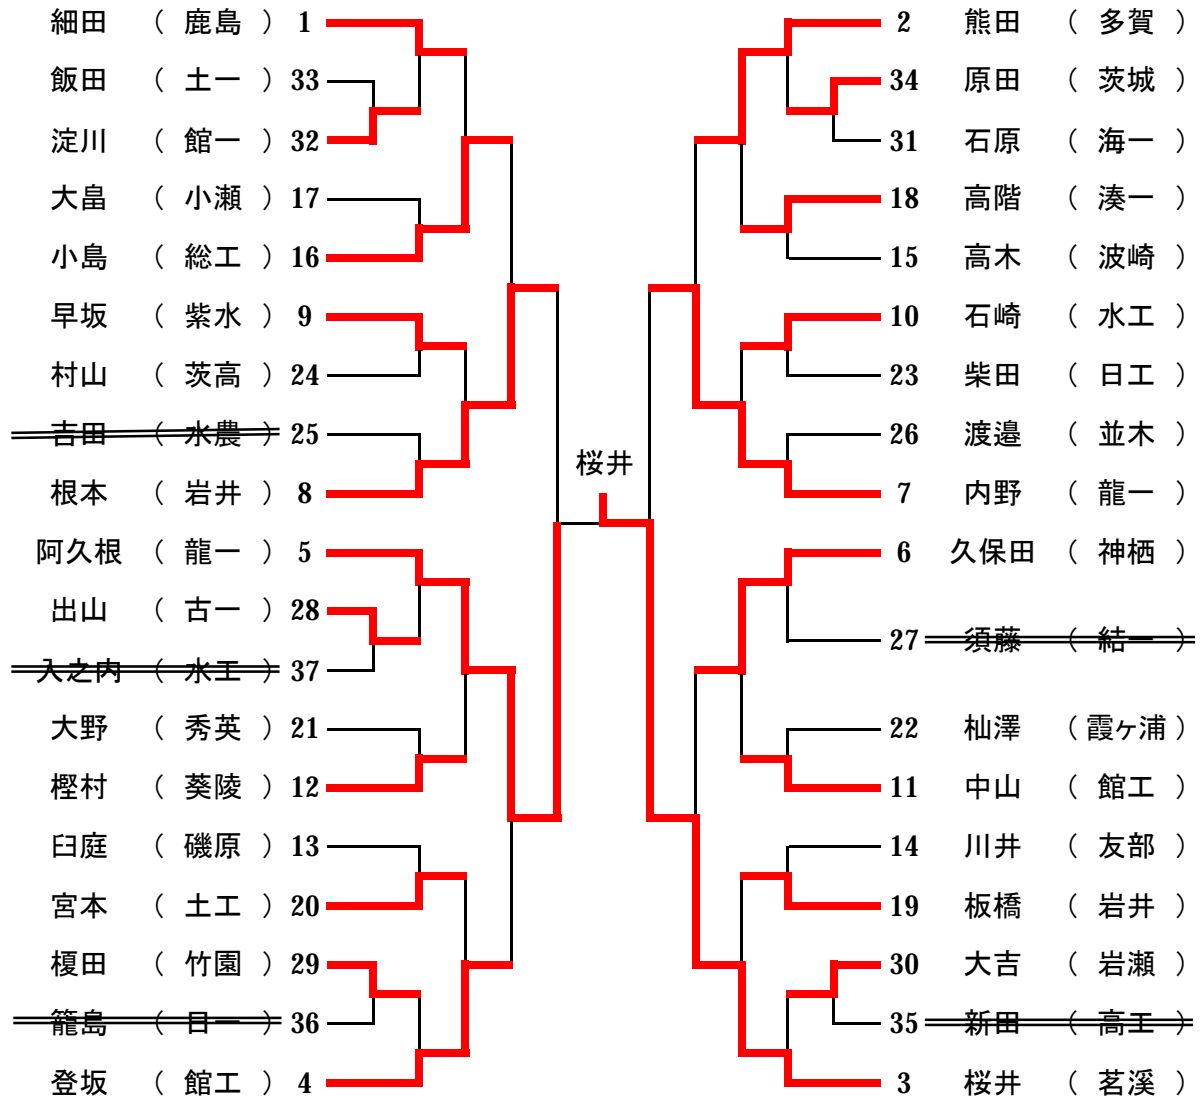 細田 （ 鹿島 ） 1
飯田 （ 土一 ） 33
淀川 （ 館一 ） 32
大畠 （ 小瀬 ） 17
小島 （ 総工 ） 16
早坂 （ 紫水 ） 9
村山 （ 茨高 ） 24
吉田 （ 水農 ） 25
根本 （ 岩井 ） 8
阿久根 （ 龍一 ） 5
出山 （ 古一 ） 28
入之内 （ 水工 ） 37
大野 （ 秀英 ） 21
樫村 （ 葵陵 ） 12
臼庭 （ 磯原 ） 13
宮本 （ 土工 ） 20
榎田 （ 竹園 ） 29
籠島 （ 日一 ） 36
登坂 （ 館工 ） 4
桜井
2 熊田 （ 多賀 ）
34 原田 （ 茨城 ）
31 石原 （ 海一 ）
18 高階 （ 湊一 ）
15 高木 （ 波崎 ）
10 石崎 （ 水工 ）
23 柴田 （ 日工 ）
26 渡邉 （ 並木 ）
7 内野 （ 龍一 ）
6 久保田 （ 神栖 ）
27 須藤 （ 結一 ）
22 杣澤 （ 霞ヶ浦 ）
11 中山 （ 館工 ）
14 川井 （ 友部 ）
19 板橋 （ 岩井 ）
30 大吉 （ 岩瀬 ）
35 新田 （ 高工 ）
3 桜井 （ 茗溪 ）